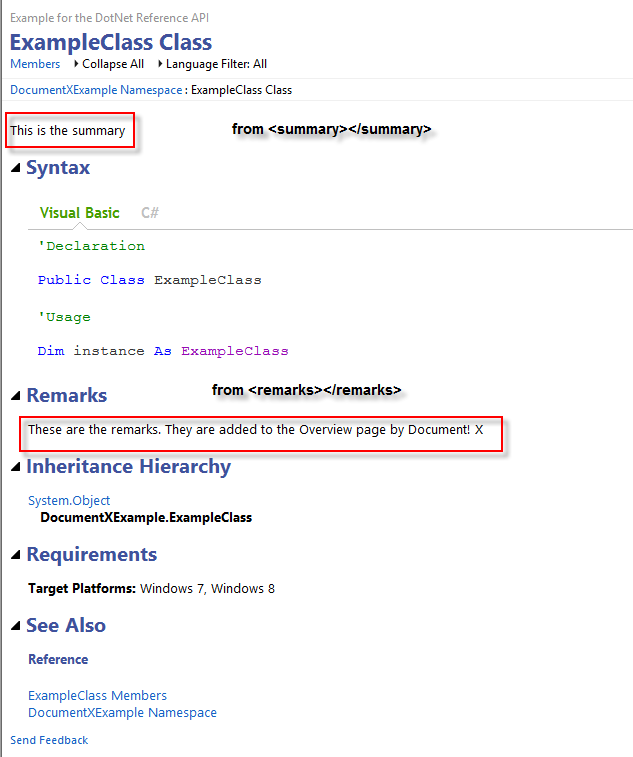 Example for the DotNet Reference API
ExampleClass Class
Members Collapse All Language Filter: All
DocumentXExample Namespace : ExampleClass Class
This is the summary from <summary></summary>
Syntax
Visual Basic C#
'Declaration
Public Class ExampleClass
'Usage
Dim instance As ExampleClass
from <remarks></remarks>
Remarks
These are the remarks. They are added to the Overview page by Document! X
Inheritance Hierarchy
System.Object
DocumentXExample.ExampleClass
Requirements
Target Platforms: Windows 7, Windows 8
See Also
Reference
ExampleClass Members
DocumentXExample Namespace
Send Feedback